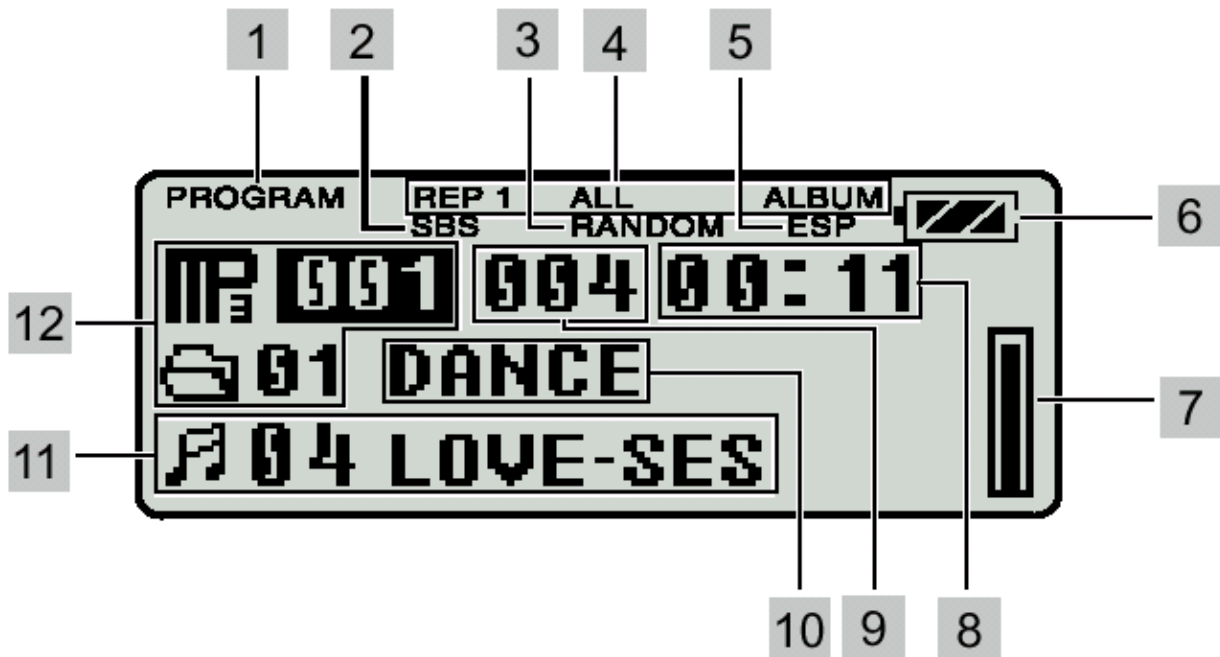 1 2 3 4 5
PROGRAM REP 1 ALL ALBUM
SBS RANDOM ESP
6
MP3 001 004 00:11
12
01 DANCE
7
11
04 LOVE-SES
10 9 8